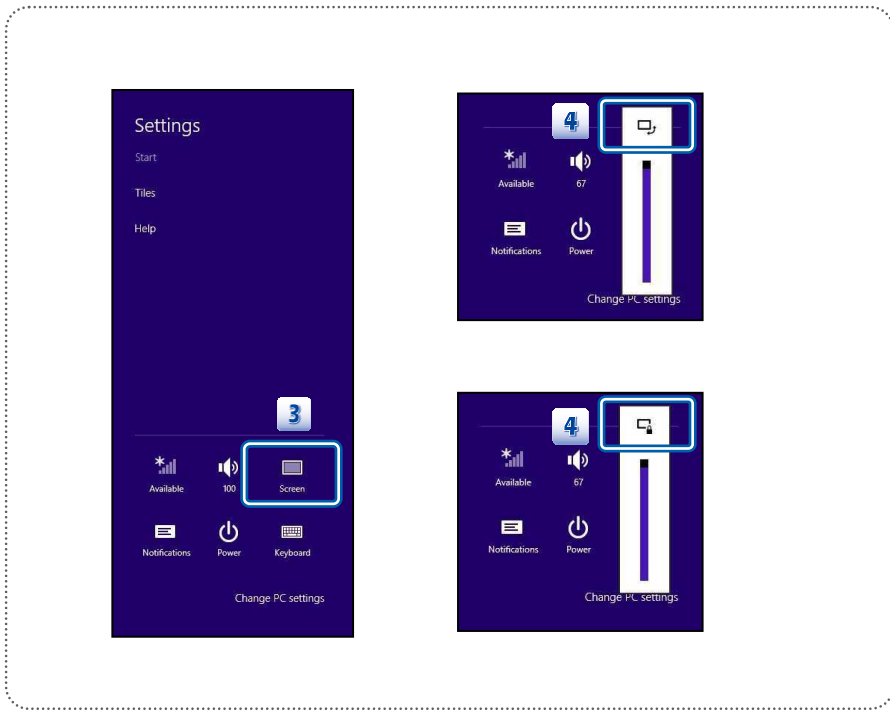 Settings
Start
Tiles
Help
3
Available
100
Screen
Notifications
Power
Keyboard
Change PC settings
4
Available
67
Notifications
Power
Change PC settings
4
Available
67
Notifications
Power
Change PC settings